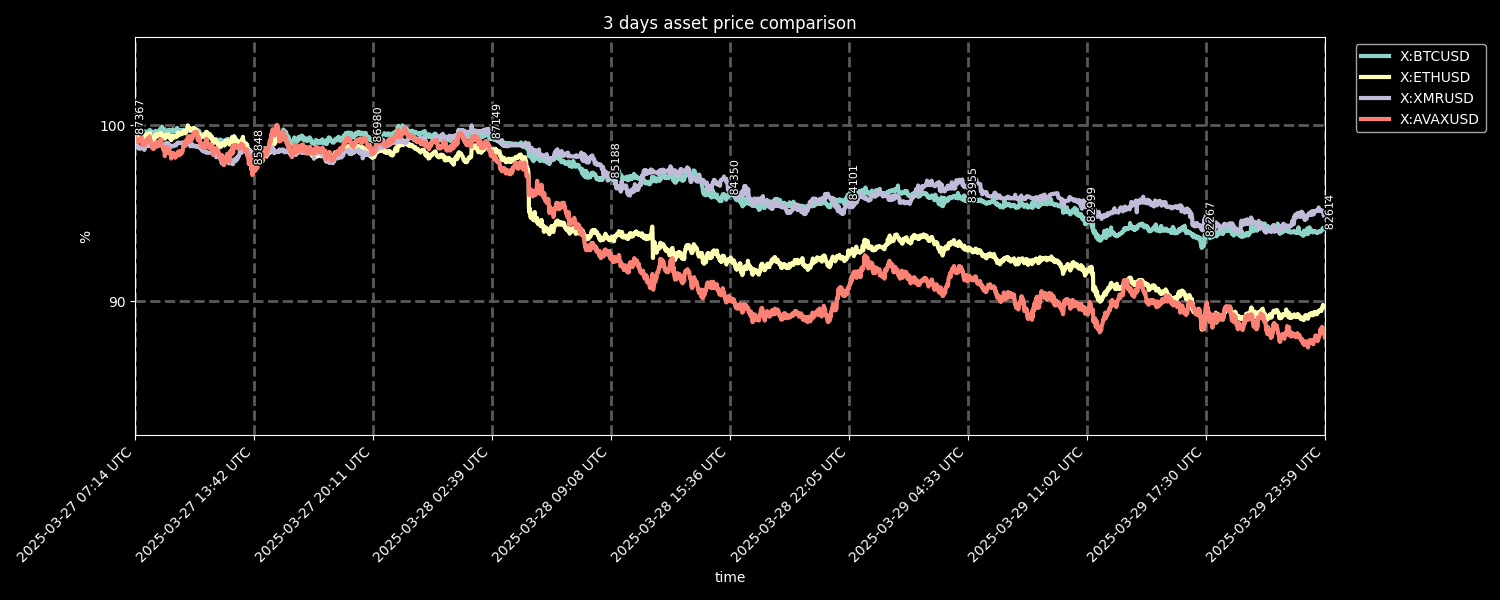 3 days asset price comparison
X:BTCUSD
X:ETHUSD
X:XMRUSD
X:AVAXUSD
100
90
%
87367
85848
86980
87149
85188
84350
84101
83955
82999
82267
82614
2025-03-27 07:14 UTC
2025-03-27 13:42 UTC
2025-03-27 20:11 UTC
2025-03-28 02:39 UTC
2025-03-28 09:08 UTC
2025-03-28 15:36 UTC
2025-03-28 22:05 UTC
2025-03-29 04:33 UTC
2025-03-29 11:02 UTC
2025-03-29 17:30 UTC
2025-03-29 23:59 UTC
time